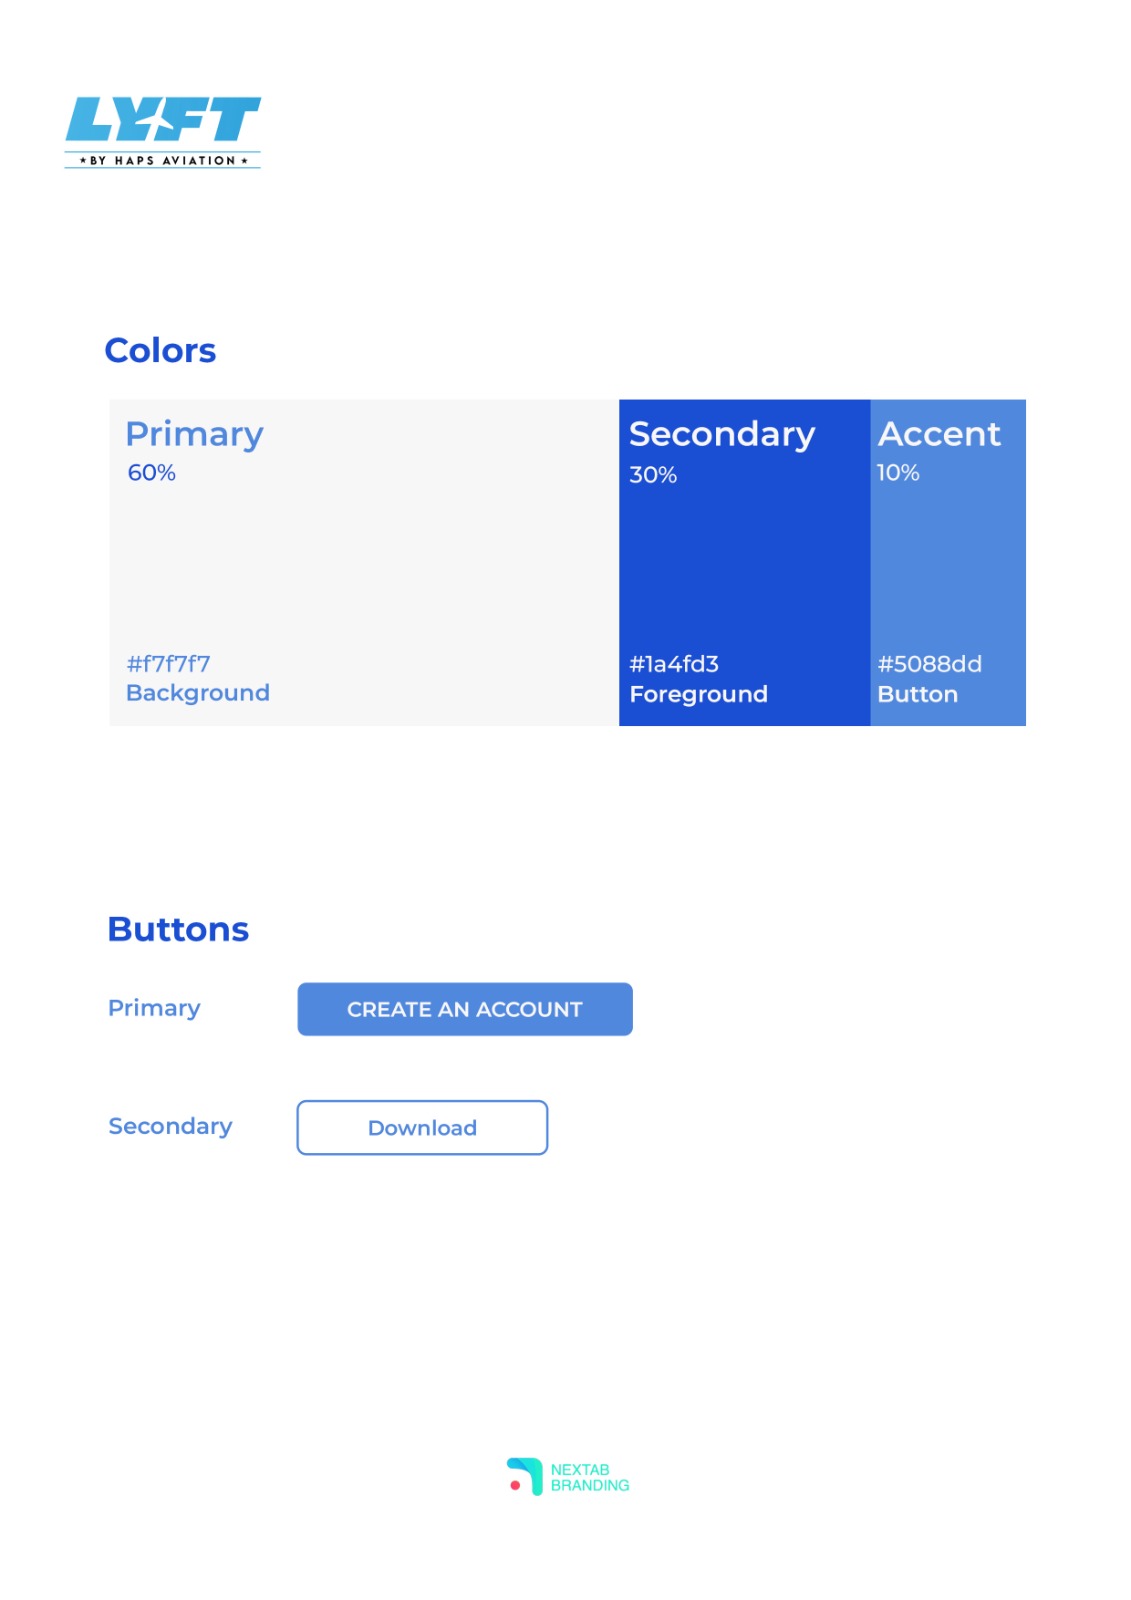 LYFT
★ BY HAPS AVIATION ★
Colors
Primary
60%
#f7f7f7
Background
Secondary
30%
#1a4fd3
Foreground
Accent
10%
#5088dd
Button
Buttons
Primary
CREATE AN ACCOUNT
Secondary
Download
NEXTAB
BRANDING